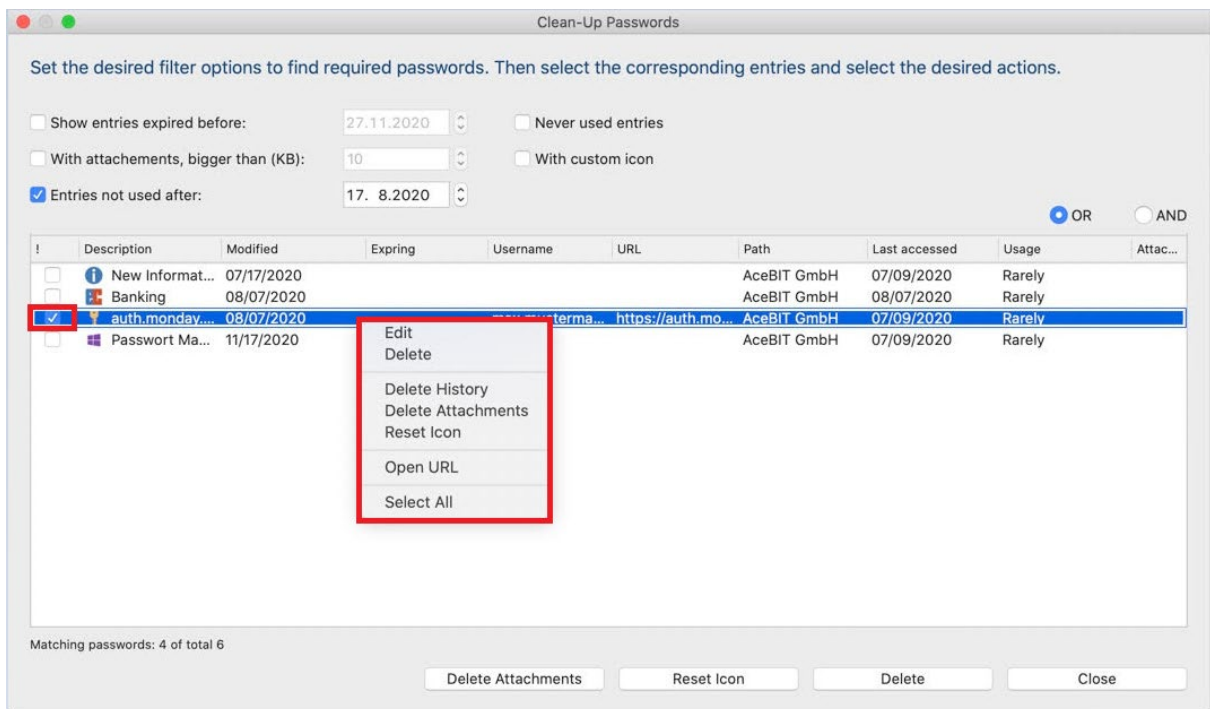 Clean-Up Passwords
Set the desired filter options to find required passwords. Then select the corresponding entries and select the desired actions.
Show entries expired before: 27.11.2020 Never used entries
With attachements, bigger than (KB): 10 With custom icon
Entries not used after: 17. 8.2020
OR AND
! Description Modified Expring Username URL Path Last accessed Usage Attac...
New Informat... 07/17/2020 AceBIT GmbH 07/09/2020 Rarely
Banking 08/07/2020 AceBIT GmbH 08/07/2020 Rarely
auth.monday.... 08/07/2020 https://auth.mo... AceBIT GmbH 07/09/2020 Rarely
Passwort Ma... 11/17/2020 AceBIT GmbH 07/09/2020 Rarely
Edit
Delete
Delete History
Delete Attachments
Reset Icon
Open URL
Select All
Matching passwords: 4 of total 6
Delete Attachments Reset Icon Delete Close